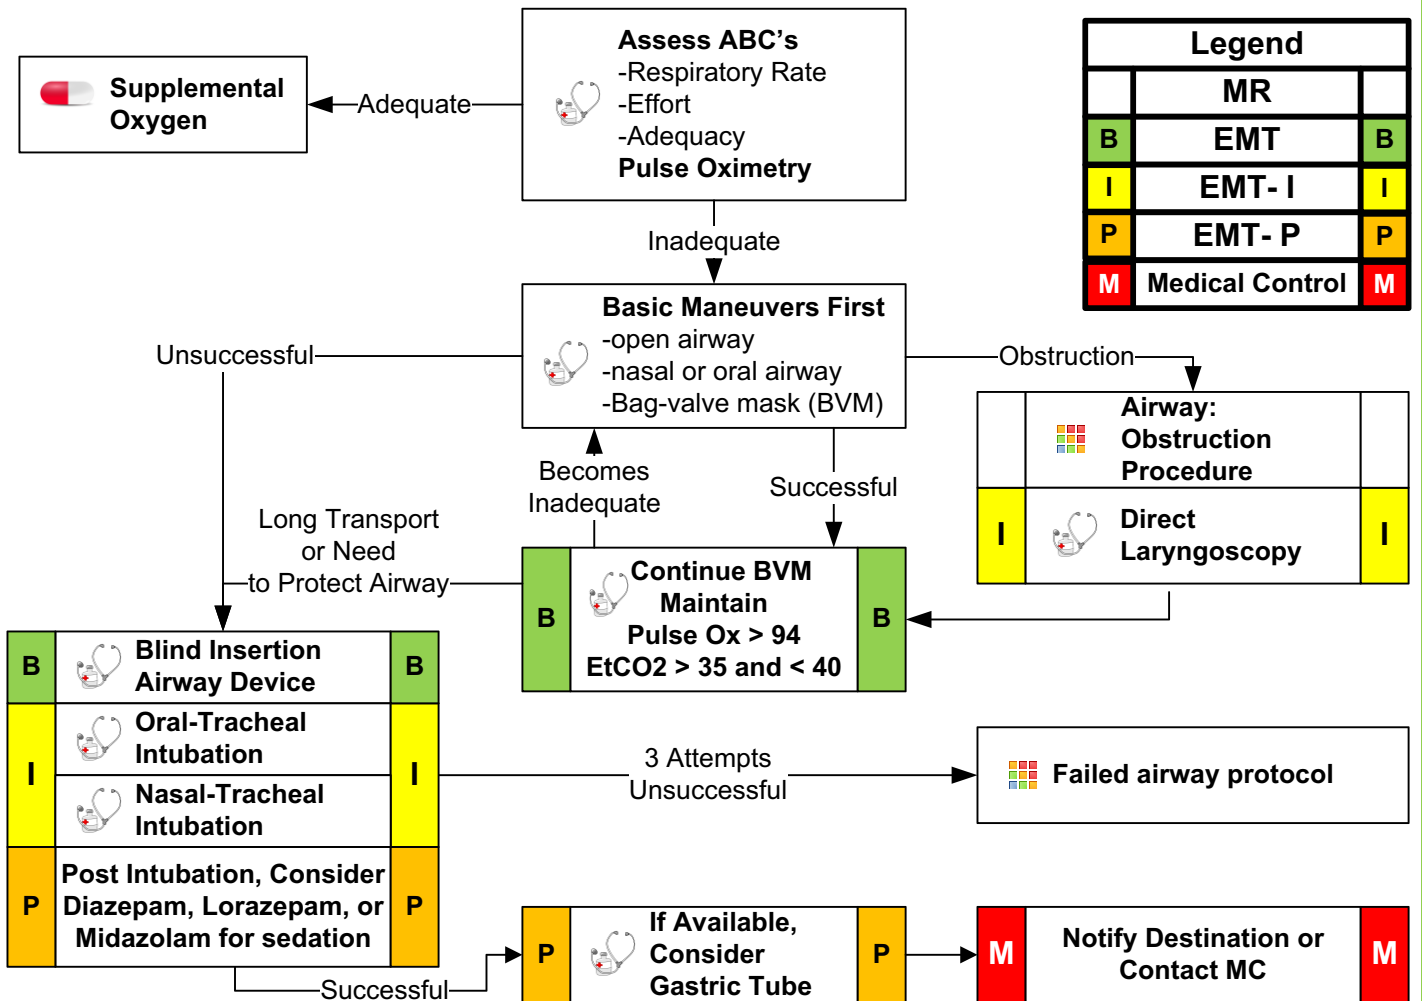 Assess ABC's
-Respiratory Rate
-Effort
-Adequacy
Pulse Oximetry
Supplemental
Oxygen
Adequate
Legend
MR
B EMT B
I EMT- I I
P EMT- P P
M Medical Control M
Inadequate
Basic Maneuvers First
-open airway
-nasal or oral airway
-Bag-valve mask (BVM)
Unsuccessful
Obstruction
Airway:
Obstruction
Procedure
I Direct I
Laryngoscopy
Becomes
Inadequate
Successful
Long Transport
or Need
to Protect Airway
B B
Continue BVM
Maintain
Pulse Ox > 94
EtCO2 > 35 and < 40
B B
Blind Insertion
Airway Device
I I
Oral-Tracheal
Intubation
Nasal-Tracheal
Intubation
3 Attempts
Unsuccessful
Failed airway protocol
P P
Post Intubation, Consider
Diazepam, Lorazepam, or
Midazolam for sedation
Successful
P P
If Available,
Consider
Gastric Tube
M M
Notify Destination or
Contact MC